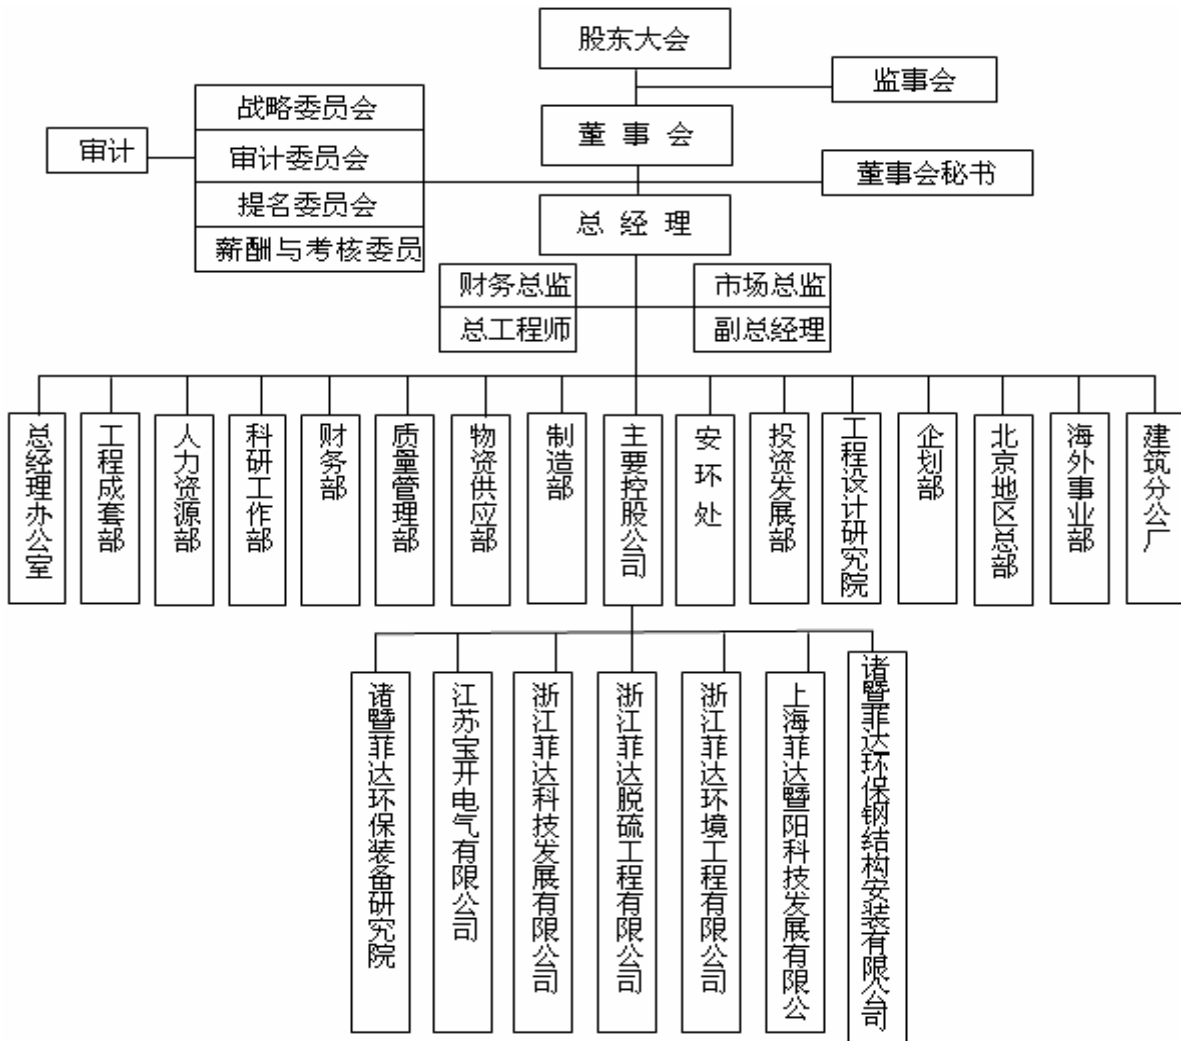 股东大会
监事会
战略委员会
董事会
审计
审计委员会
董事会秘书
提名委员会
总经理
薪酬与考核委员
财务总监
市场总监
总工程师
副总经理
总经理办公室
工程成套部
人力资源部
科研工作部
财务部
质量管理部
物资供应部
制造部
主要控股公司
安环处
投资发展部
工程设计研究院
企划部
北京地区总部
海外事业部
建筑分公厂
诸暨菲达环保装备研究院
江苏宝开电气有限公司
浙江菲达科技发展有限公司
浙江菲达脱硫工程有限公司
浙江菲达环境工程有限公司
上海菲达暨阳科技发展有限公
诸暨菲达环保钢结构安装有限公司